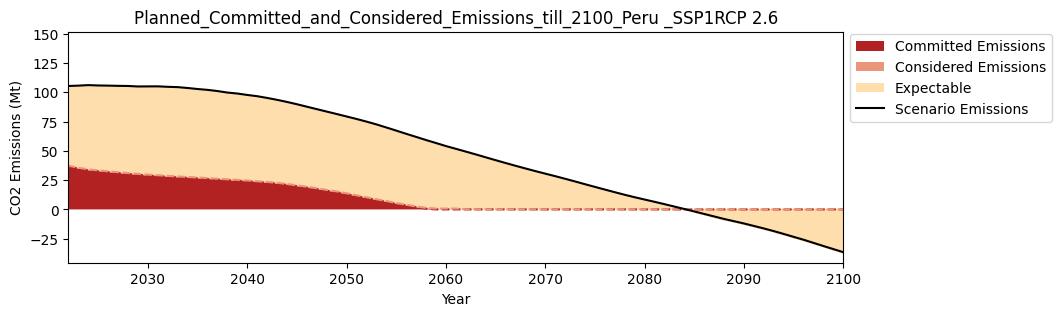 Planned_Committed_and_Considered_Emissions_till_2100_Peru _SSP1RCP 2.6
150
125
100
75
50
25
0
−25
CO2 Emissions (Mt)
2030 2040 2050 2060 2070 2080 2090 2100
Year
Committed Emissions
Considered Emissions
Expectable
Scenario Emissions